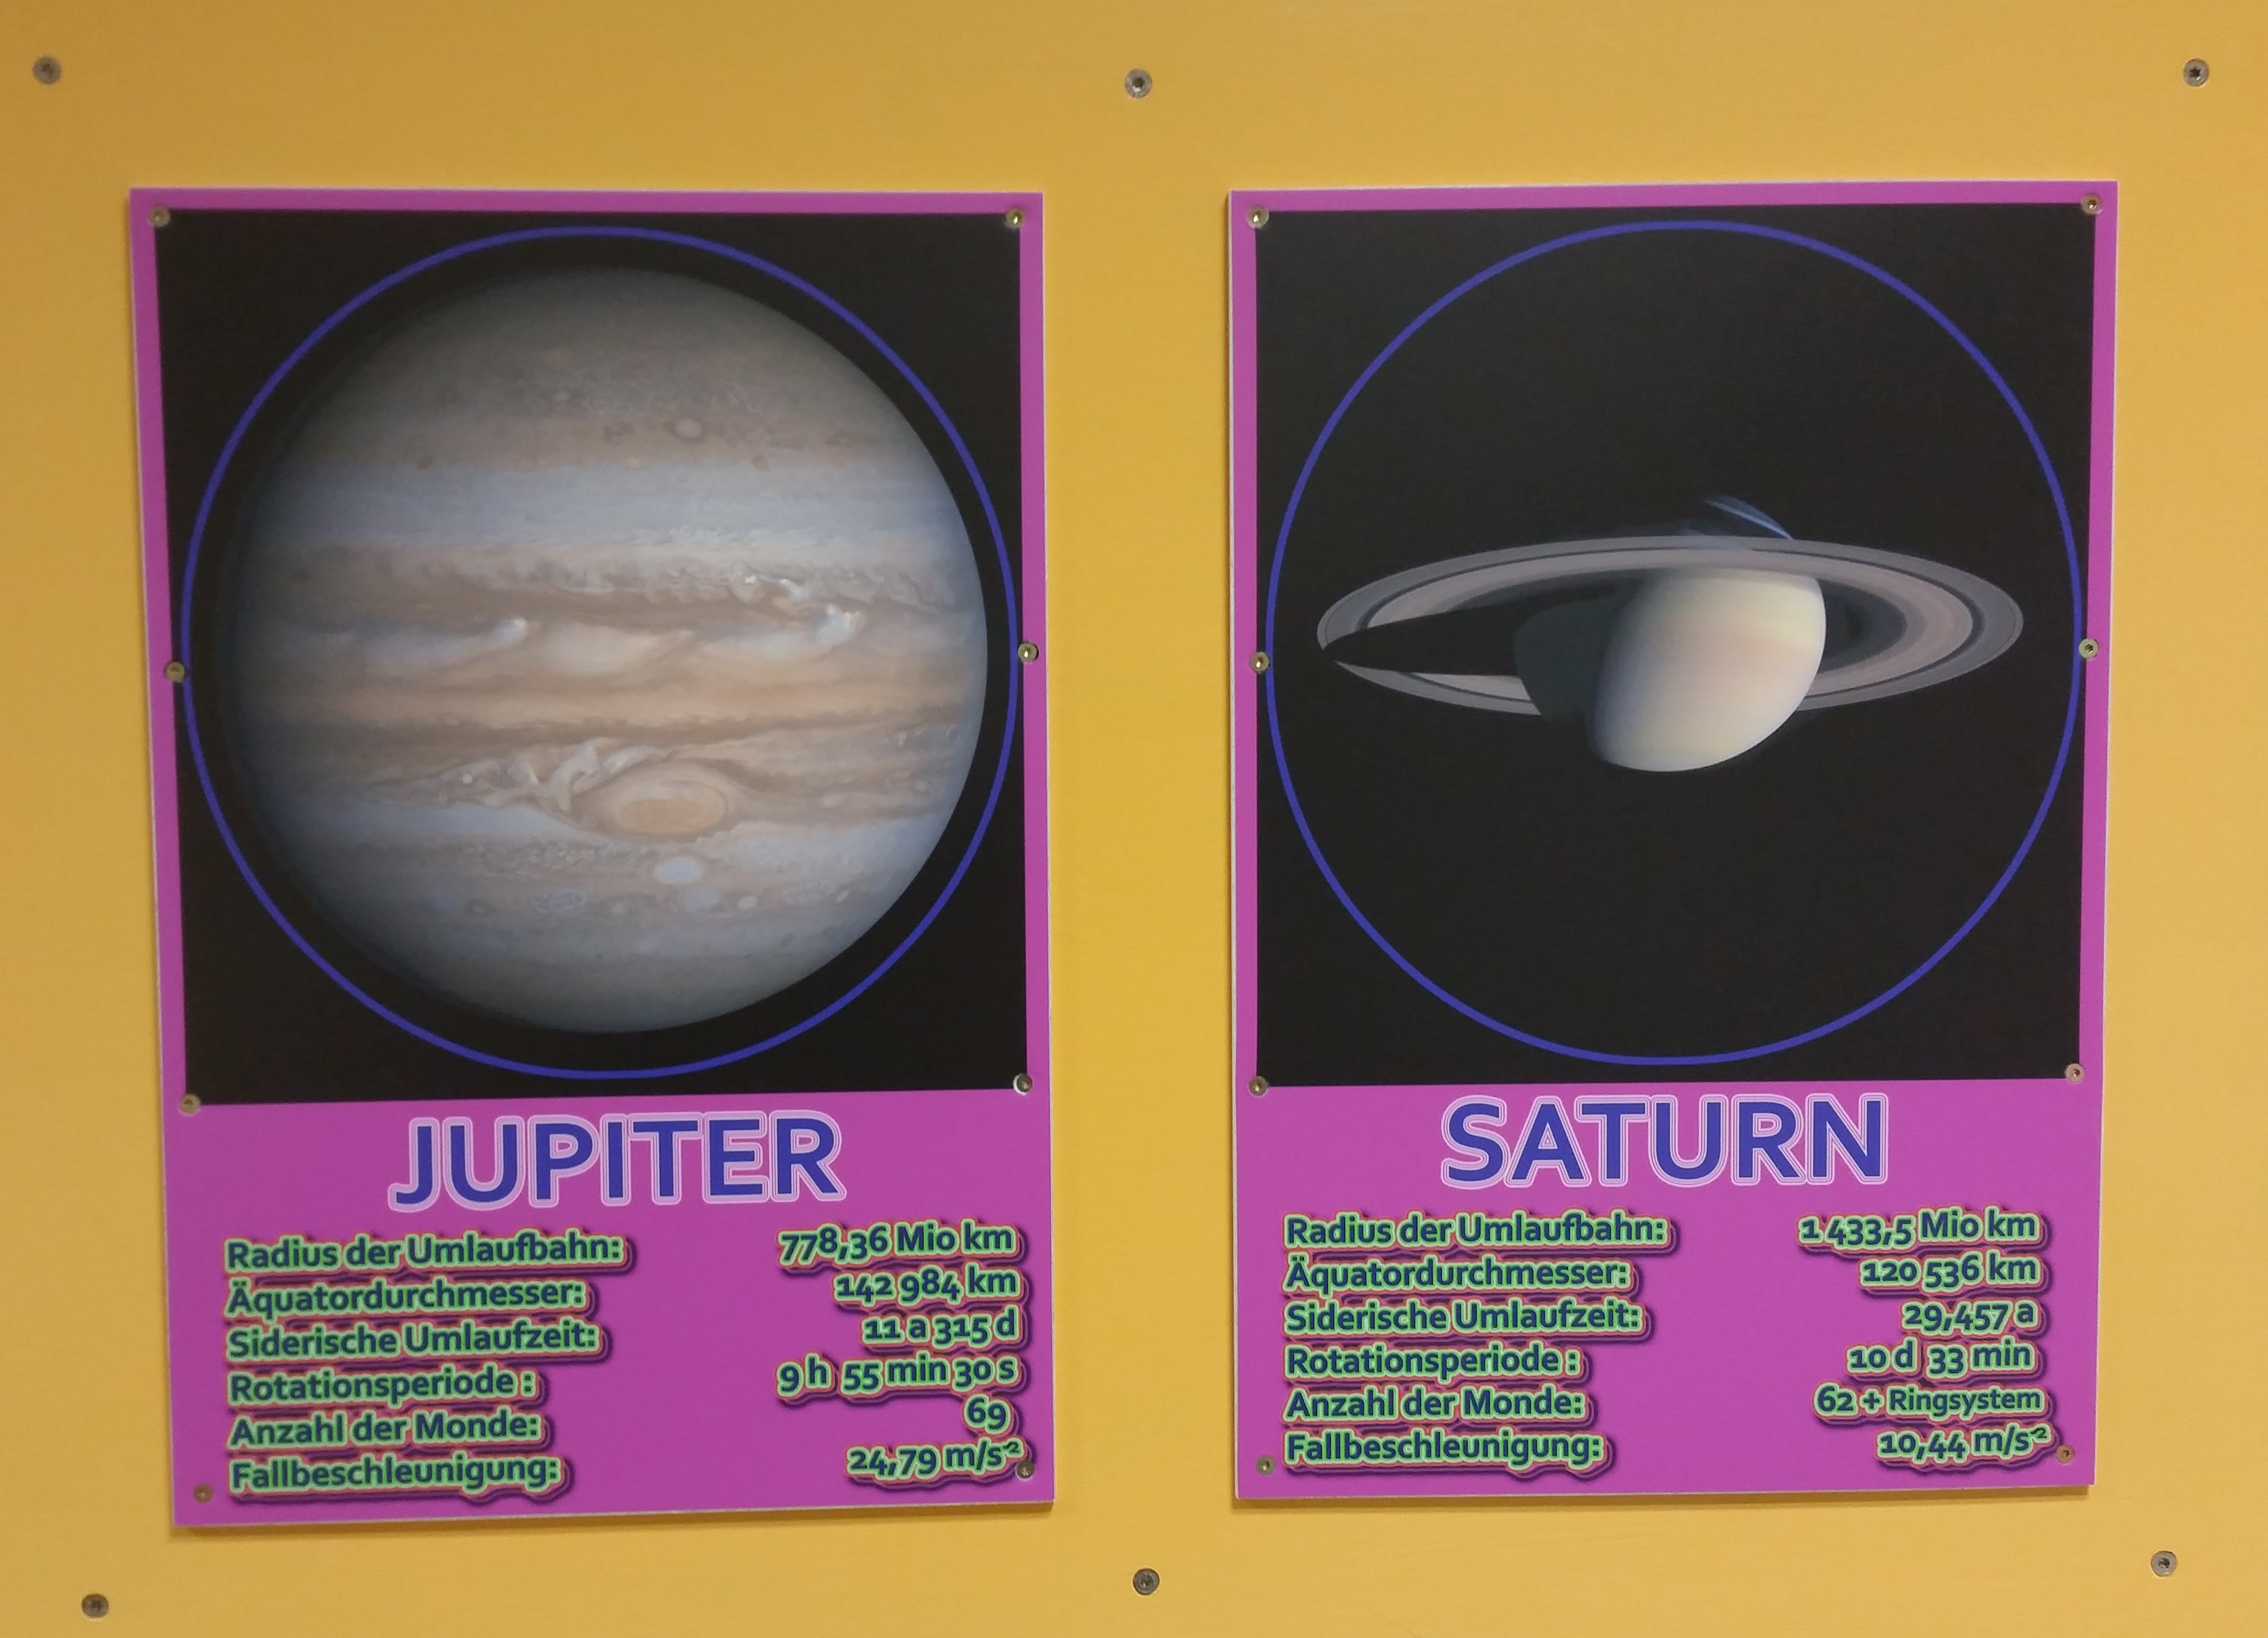 JUPITER
Radius der Umlaufbahn: 778,36 Mio km
Äquatordurchmesser: 142 984 km
Siderische Umlaufzeit: 11 a 315 d
Rotationsperiode : 9 h 55 min 30 s
Anzahl der Monde: 69
Fallbeschleunigung: 24,79 m/s⁻²
SATURN
Radius der Umlaufbahn: 1 433,5 Mio km
Äquatordurchmesser: 120 536 km
Siderische Umlaufzeit: 29,457 a
Rotationsperiode : 10 d 33 min
Anzahl der Monde: 62 + Ringsystem
Fallbeschleunigung: 10,44 m/s⁻²